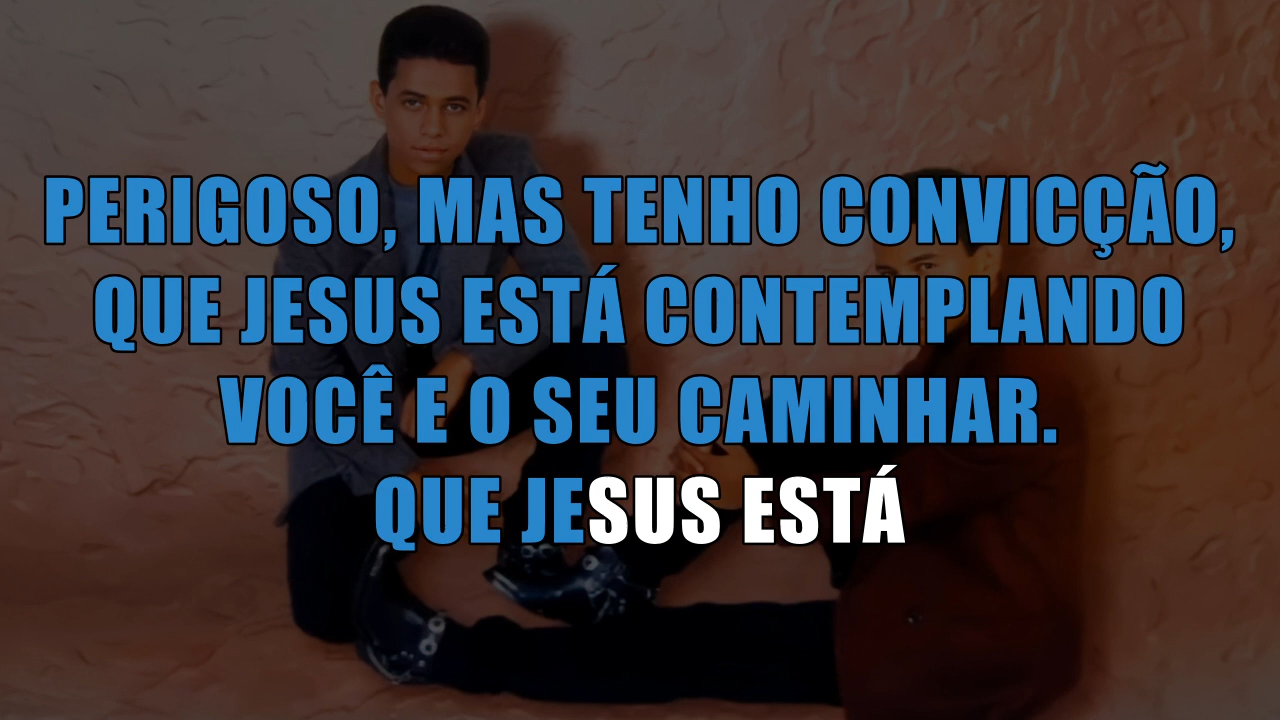 PERIGOSO, MAS TENHO CONVICÇÃO,
QUE JESUS ESTÁ CONTEMPLANDO
VOCÊ E O SEU CAMINHAR.
QUE JESUS ESTÁ